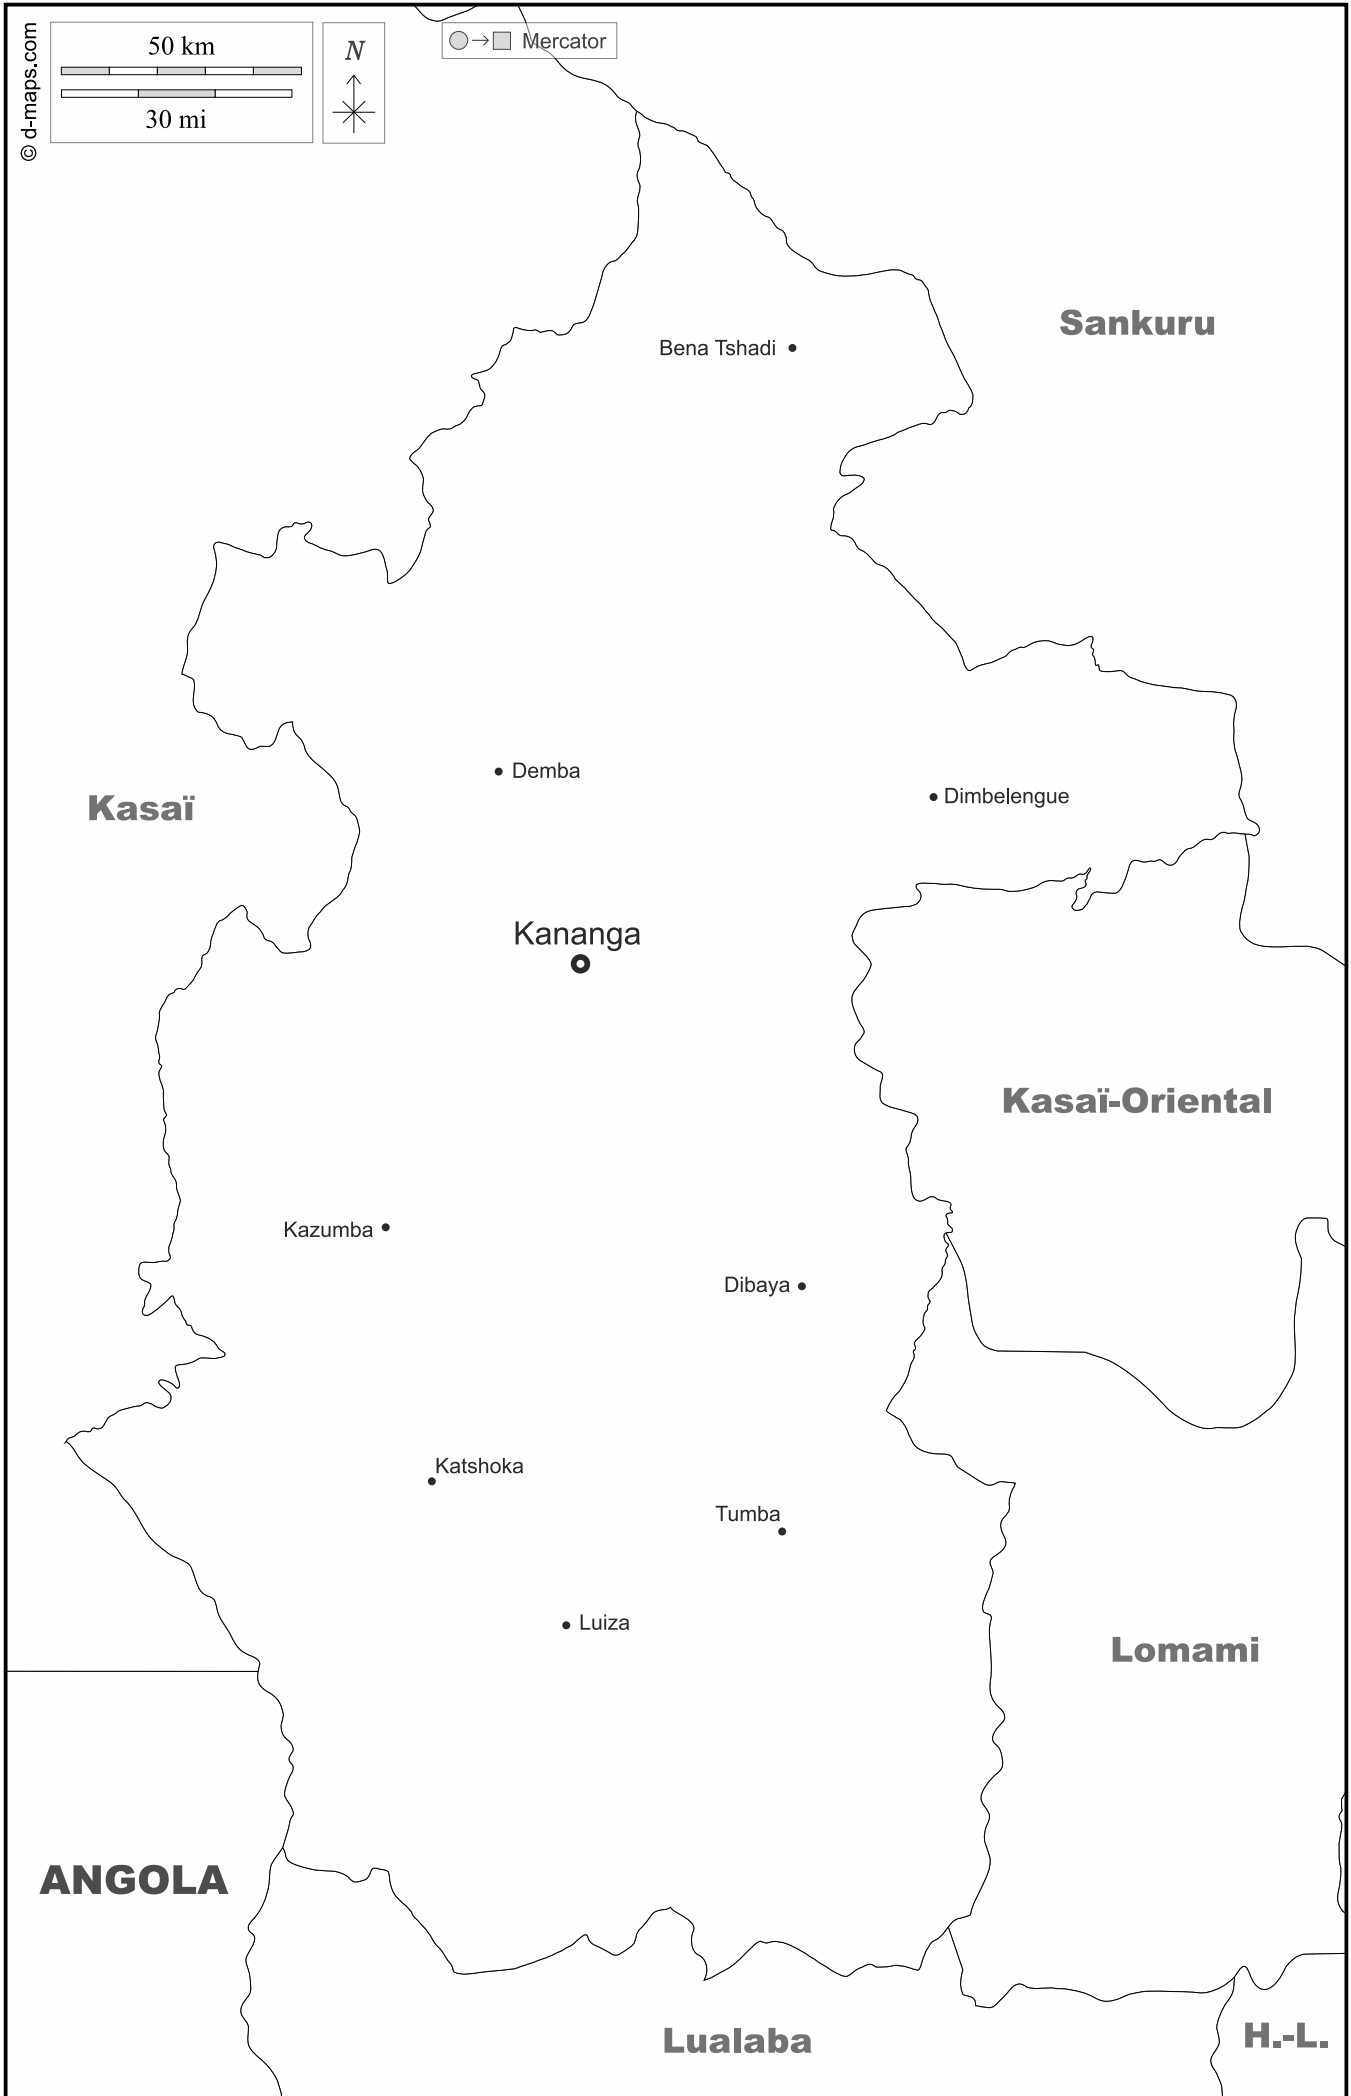 © d-maps.com
50 km
30 mi
N
Mercator
Sankuru
Bena Tshadi
Demba
Dimbelengue
Kasaï
Kananga
Kasaï-Oriental
Kazumba
Dibaya
Katshoka
Tumba
Luiza
Lomami
ANGOLA
Lualaba
H.-L.